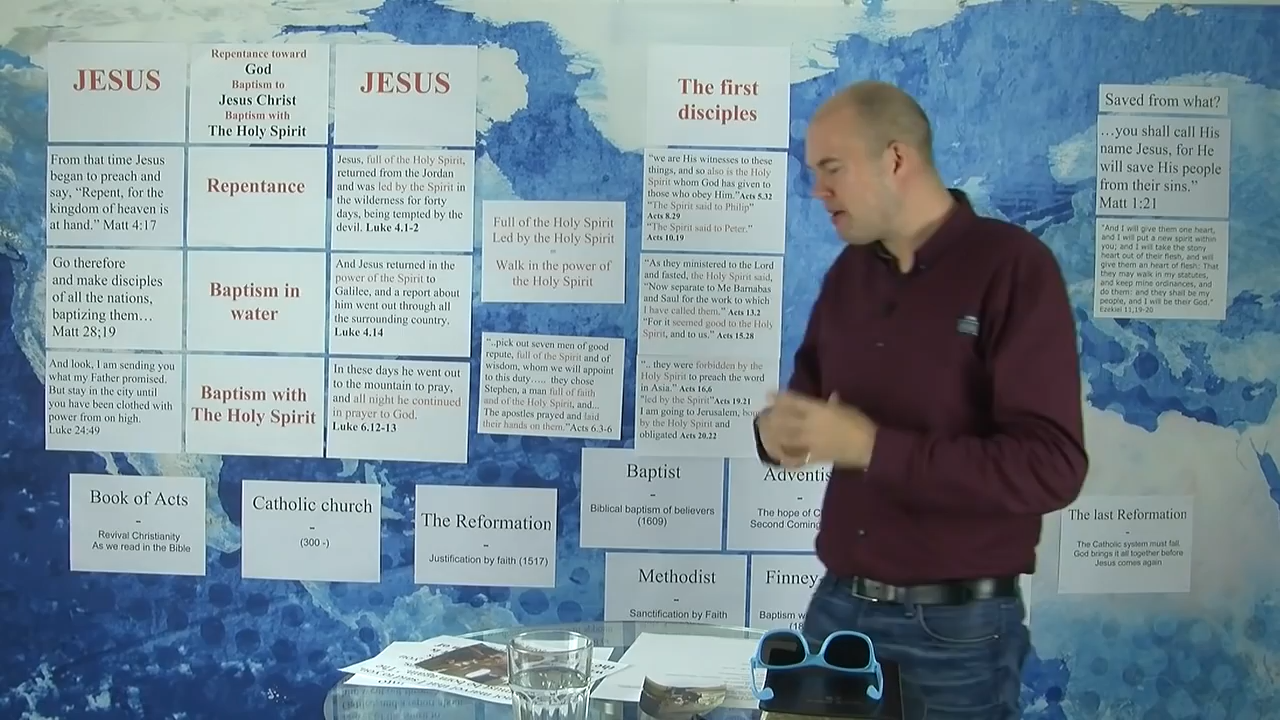 JESUS
Repentance toward
God
Baptism to
Jesus Christ
Baptism with
The Holy Spirit
JESUS
From that time Jesus
began to preach and
say, “Repent, for the
kingdom of heaven is
at hand.” Matt 4:17
Repentance
Jesus, full of the Holy Spirit,
returned from the Jordan
and was led by the Spirit in
the wilderness for forty
days, being tempted by the
devil. Luke 4.1-2
Go therefore
and make disciples
of all the nations,
baptizing them…
Matt 28;19
Baptism in
water
And Jesus returned in the
power of the Spirit to
Galilee, and a report about
him went out through all
the surrounding country.
Luke 4.14
And look, I am sending you
what my Father promised.
But stay in the city until
you have been clothed with
power from on high.
Luke 24:49
Baptism with
The Holy Spirit
In these days he went out
to the mountain to pray,
and all night he continued
in prayer to God.
Luke 6.12-13
Full of the Holy Spirit
Led by the Holy Spirit
=
Walk in the power of
the Holy Spirit
“..pick out seven men of good
repute, full of the Spirit and of
wisdom, whom we will appoint
to this duty….. they chose
Stephen, a man full of faith
and of the Holy Spirit, and...
The apostles prayed and laid
their hands on them.”Acts 6.3-6
The first
disciples
“we are His witnesses to these
things, and so also is the Holy
Spirit whom God has given to
those who obey Him.” Acts 5.32
“The Spirit said to Philip”
Acts 8.29
“The Spirit said to Peter.”
Acts 10.19
“As they ministered to the Lord
and fasted, the Holy Spirit said,
“Now separate to Me Barnabas
and Saul for the work to which
I have called them.” Acts 13.2
“For it seemed good to the Holy
Spirit, and to us.” Acts 15.28
“.. they were forbidden by the
Holy Spirit to preach the word
in Asia.” Acts 16.6
“led by the Spirit”Acts 19.21
I am going to Jerusalem,
by the Holy Spirit and
obligated Acts 20.22
Saved from what?
…you shall call His
name Jesus, for He
will save His people
from their sins.”
Matt 1:21
"And I will give them one heart,
and I will put a new spirit within
you; and I will take the stony
heart out of their flesh, and will
give them an heart of flesh: That
they may walk in my statutes,
and keep mine ordinances, and
do them: and they shall be my
people, and I will be their God."
Ezekiel 11,19-20
Book of Acts
-
Revival Christianity
As we read in the Bible
Catholic church
-
(300 -)
The Reformation
-
Justification by faith (1517)
Baptist
-
Biblical baptism of believers
(1609)
Adventis
-
The hope of C
Second Coming
Methodist
-
Sanctification by Faith
Finney
-
Baptism w
(18
The last Reformation
-
The Catholic system must fall.
God brings it all together before
Jesus comes again